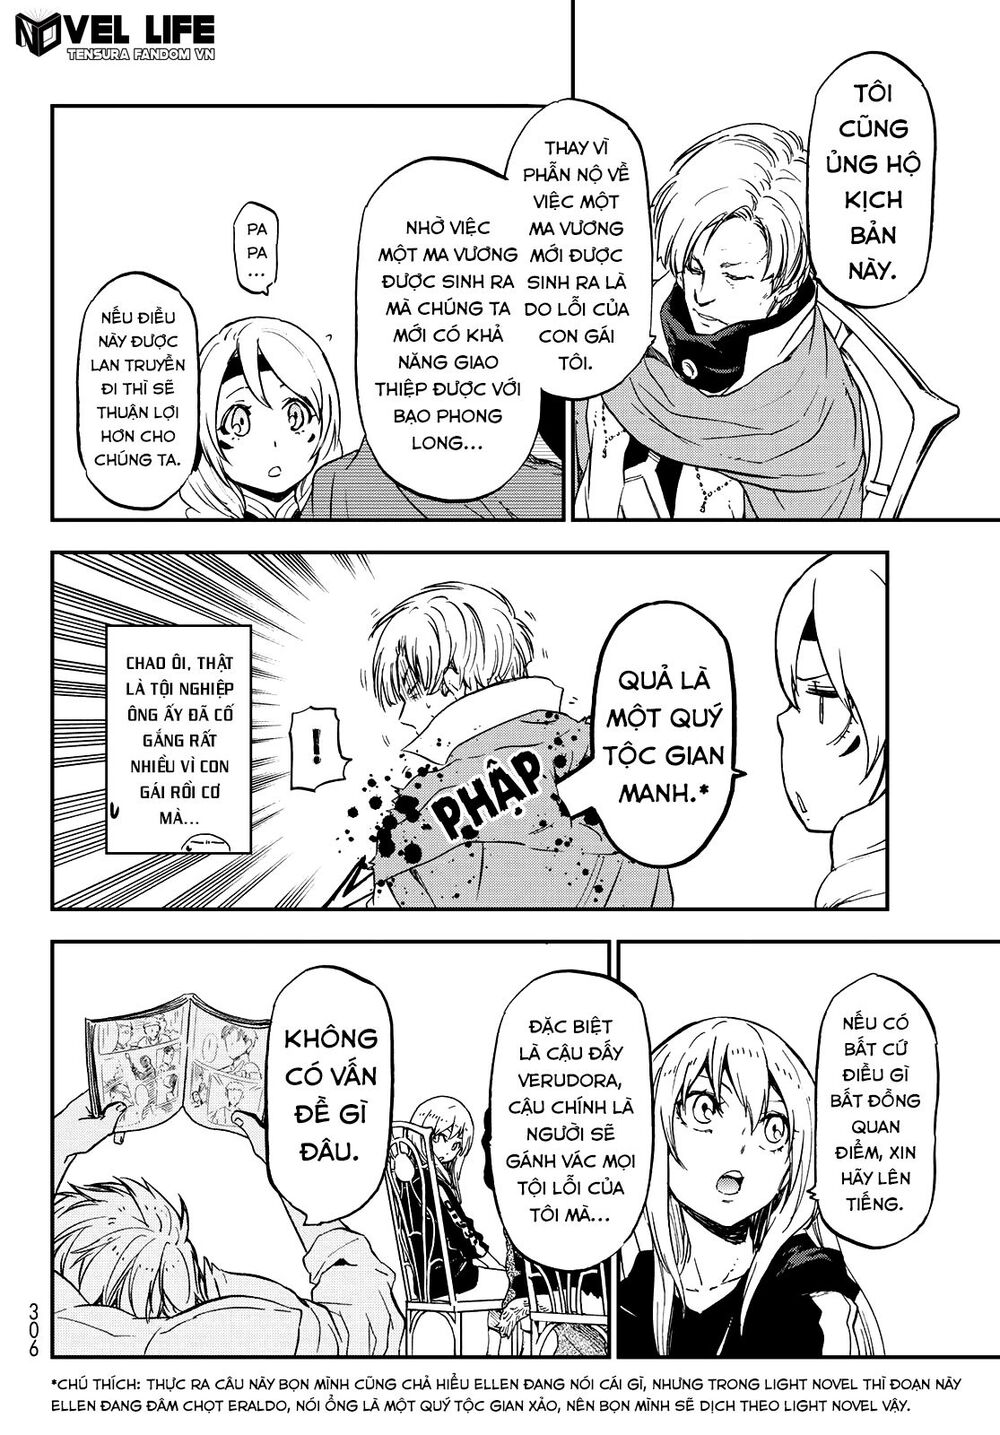 NOVEL LIFE
TENSURA FANDOM VN
TÔI
CŨNG
ỦNG HỘ
KỊCH
BẢN
NÀY.
THAY VÌ
PHẪN NỘ VỀ
VIỆC MỘT
MA VƯƠNG
MỚI ĐƯỢC
SINH RA LÀ
DO LỖI CỦA
CON GÁI
TÔI.
NHỜ VIỆC
MỘT MA VƯƠNG
ĐƯỢC SINH RA
MÀ CHÚNG TA
MỚI CÓ KHẢ
NĂNG GIAO
THIỆP ĐƯỢC VỚI
BẠO PHONG
LONG...
PA
PA
...
NẾU ĐIỀU
NÀY ĐƯỢC
LAN TRUYỀN
ĐI THÌ SẼ
THUẬN LỢI
HƠN CHO
CHÚNG TA.
QUẢ LÀ
MỘT QUÝ
TỘC GIAN
MANH.*
PHẬP
!
CHAO ÔI, THẬT
LÀ TỘI NGHIỆP
ÔNG ẤY ĐÃ CỐ
GẮNG RẤT
NHIỀU VÌ CON
GÁI RỒI CƠ
MÀ...
NẾU CÓ
BẤT CỨ
ĐIỀU GÌ
BẤT ĐỒNG
QUAN
ĐIỂM, XIN
HÃY LÊN
TIẾNG.
ĐẶC BIỆT
LÀ CẬU ĐẤY
VERUDORA,
CẬU CHÍNH LÀ
NGƯỜI SẼ
GÁNH VÁC MỌI
TỘI LỖI CỦA
TÔI MÀ...
KHÔNG
CÓ VẤN
ĐỀ GÌ
ĐÂU.
306
*CHÚ THÍCH: THỰC RA CÂU NÀY BỌN MÌNH CŨNG CHẢ HIỂU ELLEN ĐANG NÓI CÁI GÌ, NHƯNG TRONG LIGHT NOVEL THÌ ĐOẠN NÀY
ELLEN ĐANG ĐÂM CHỌT ERALDO, NÓI ỔNG LÀ MỘT QUÝ TỘC GIAN XẢO, NÊN BỌN MÌNH SẼ DỊCH THEO LIGHT NOVEL VẬY.